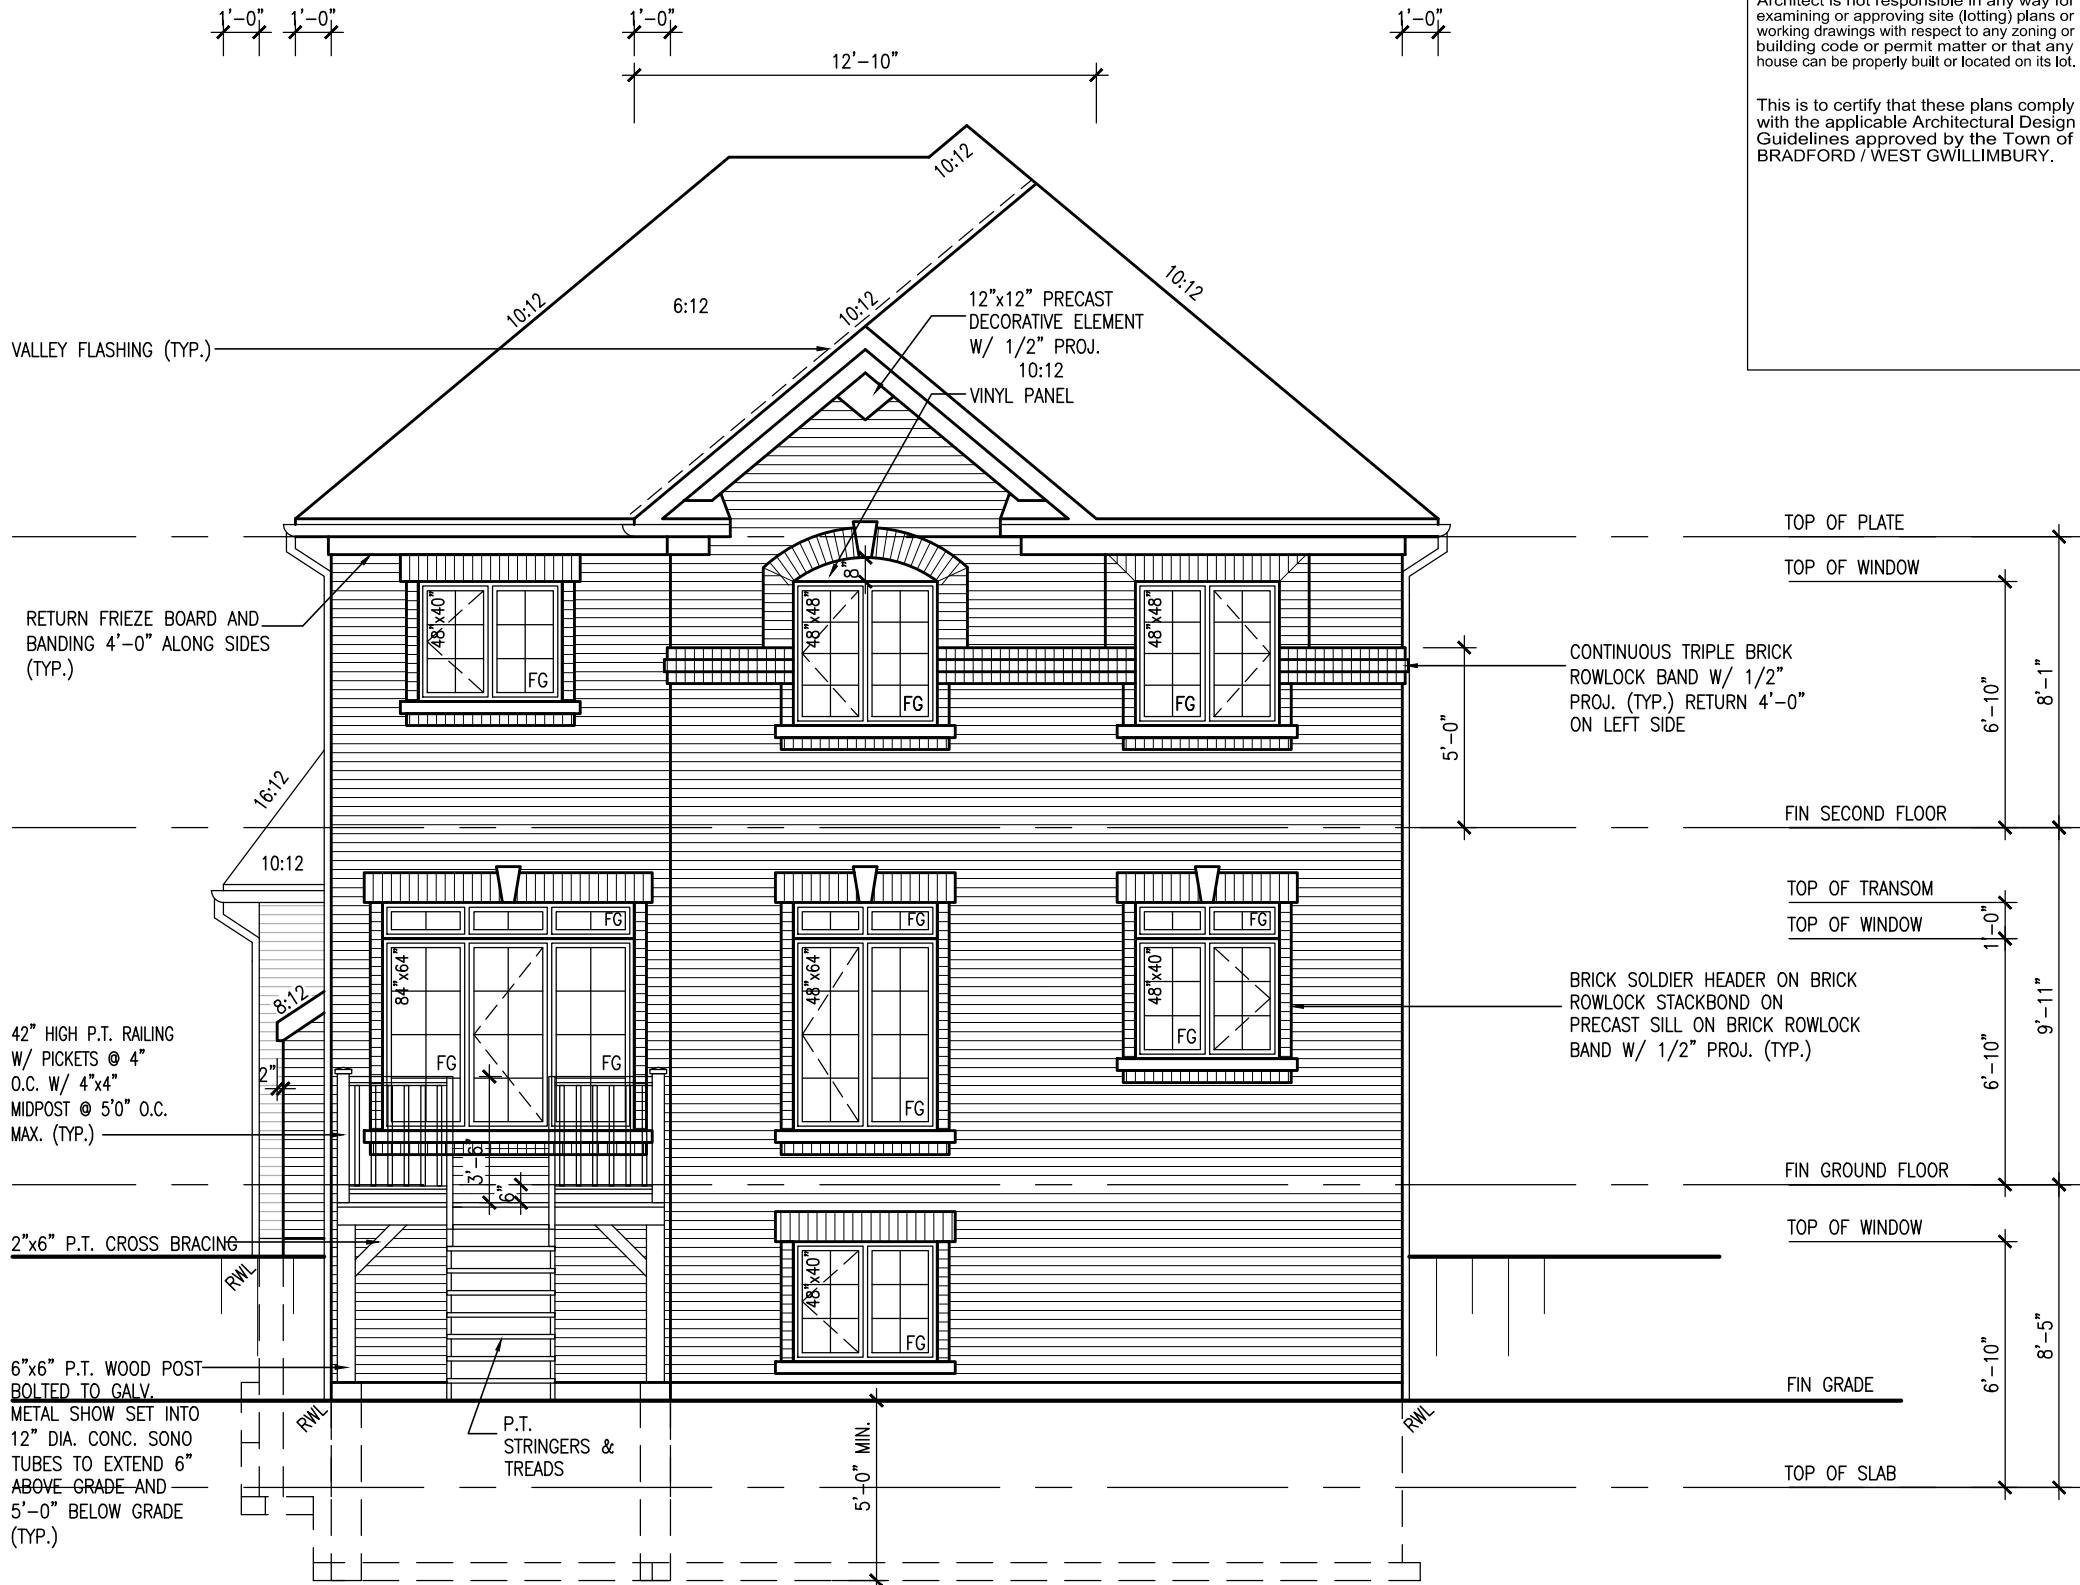 Architect is not responsible in any way for
examining or approving site (lotting) plans or
working drawings with respect to any zoning or
building code or permit matter or that any
house can be properly built or located on its lot.
This is to certify that these plans comply
with the applicable Architectural Design
Guidelines approved by the Town of
BRADFORD / WEST GWILLIMBURY.
1'-0"
1'-0"
1'-0"
1'-0"
12'-10"
10:12
10:12
10:12
10:12
6:12
VALLEY FLASHING (TYP.)
12"x12" PRECAST
DECORATIVE ELEMENT
W/ 1/2" PROJ.
10:12
VINYL PANEL
RETURN FRIEZE BOARD AND
BANDING 4'-0" ALONG SIDES
(TYP.)
48"x40"
FG
8"
48"x48"
FG
48"x48"
FG
TOP OF PLATE
TOP OF WINDOW
CONTINUOUS TRIPLE BRICK
ROWLOCK BAND W/ 1/2"
PROJ. (TYP.) RETURN 4'-0"
ON LEFT SIDE
5'-0"
6'-10"
8'-1"
FIN SECOND FLOOR
16:12
10:12
8:12
2"
84"x64"
FG
FG
FG
48"x64"
FG
FG
48"x40"
FG
FG
TOP OF TRANSOM
TOP OF WINDOW
1'-0"
6'-10"
9'-11"
BRICK SOLDIER HEADER ON BRICK
ROWLOCK STACKBOND ON
PRECAST SILL ON BRICK ROWLOCK
BAND W/ 1/2" PROJ. (TYP.)
42" HIGH P.T. RAILING
W/ PICKETS @ 4"
O.C. W/ 4"x4"
MIDPOST @ 5'0" O.C.
MAX. (TYP.)
3'-6"
6"
FIN GROUND FLOOR
TOP OF WINDOW
2"x6" P.T. CROSS BRACING
RWL
48"x40"
FG
6'-10"
8'-5"
6"x6" P.T. WOOD POST
BOLTED TO GALV.
METAL SHOW SET INTO
12" DIA. CONC. SONO
TUBES TO EXTEND 6"
ABOVE GRADE AND
5'-0" BELOW GRADE
(TYP.)
RWL
P.T.
STRINGERS &
TREADS
5'-0" MIN.
RWL
FIN GRADE
TOP OF SLAB